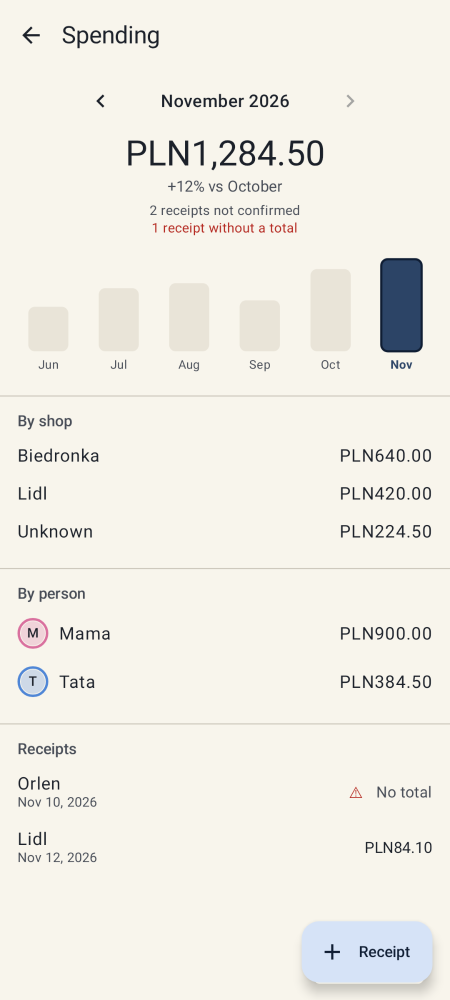 Spending
November 2026
PLN1,284.50
+12% vs October
2 receipts not confirmed
1 receipt without a total
Jun Jul Aug Sep Oct Nov
By shop
Biedronka PLN640.00
Lidl PLN420.00
Unknown PLN224.50
By person
M Mama PLN900.00
T Tata PLN384.50
Receipts
Orlen
Nov 10, 2026
No total
Lidl
Nov 12, 2026
PLN84.10
+ Receipt